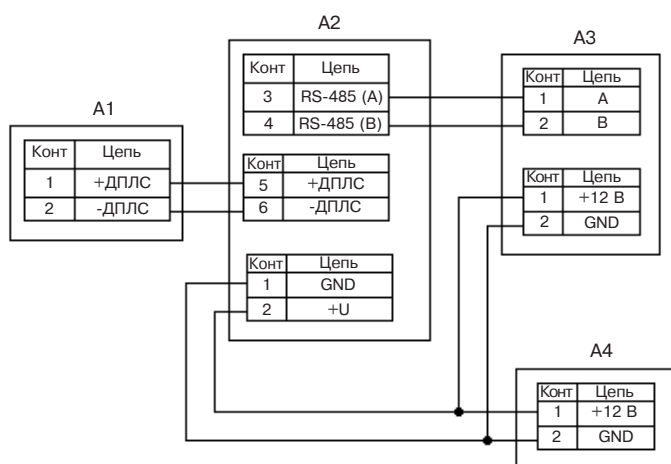 A1
Конт Цепь
1 +ДПЛС
2 -ДПЛС
A2
Конт Цепь
3 RS-485 (A)
4 RS-485 (B)
Конт Цепь
5 +ДПЛС
6 -ДПЛС
Конт Цепь
1 GND
2 +U
A3
Конт Цепь
1 A
2 B
Конт Цепь
1 +12 В
2 GND
A4
Конт Цепь
1 +12 В
2 GND